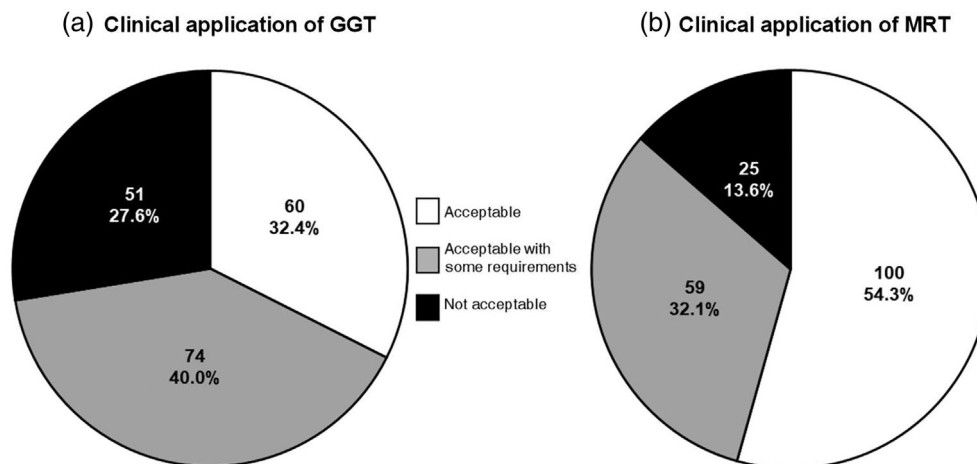 (a) Clinical application of GGT
(b) Clinical application of MRT
51
27.6%
60
32.4%
74
40.0%
Acceptable
Acceptable with
some requirements
Not acceptable
25
13.6%
59
32.1%
100
54.3%